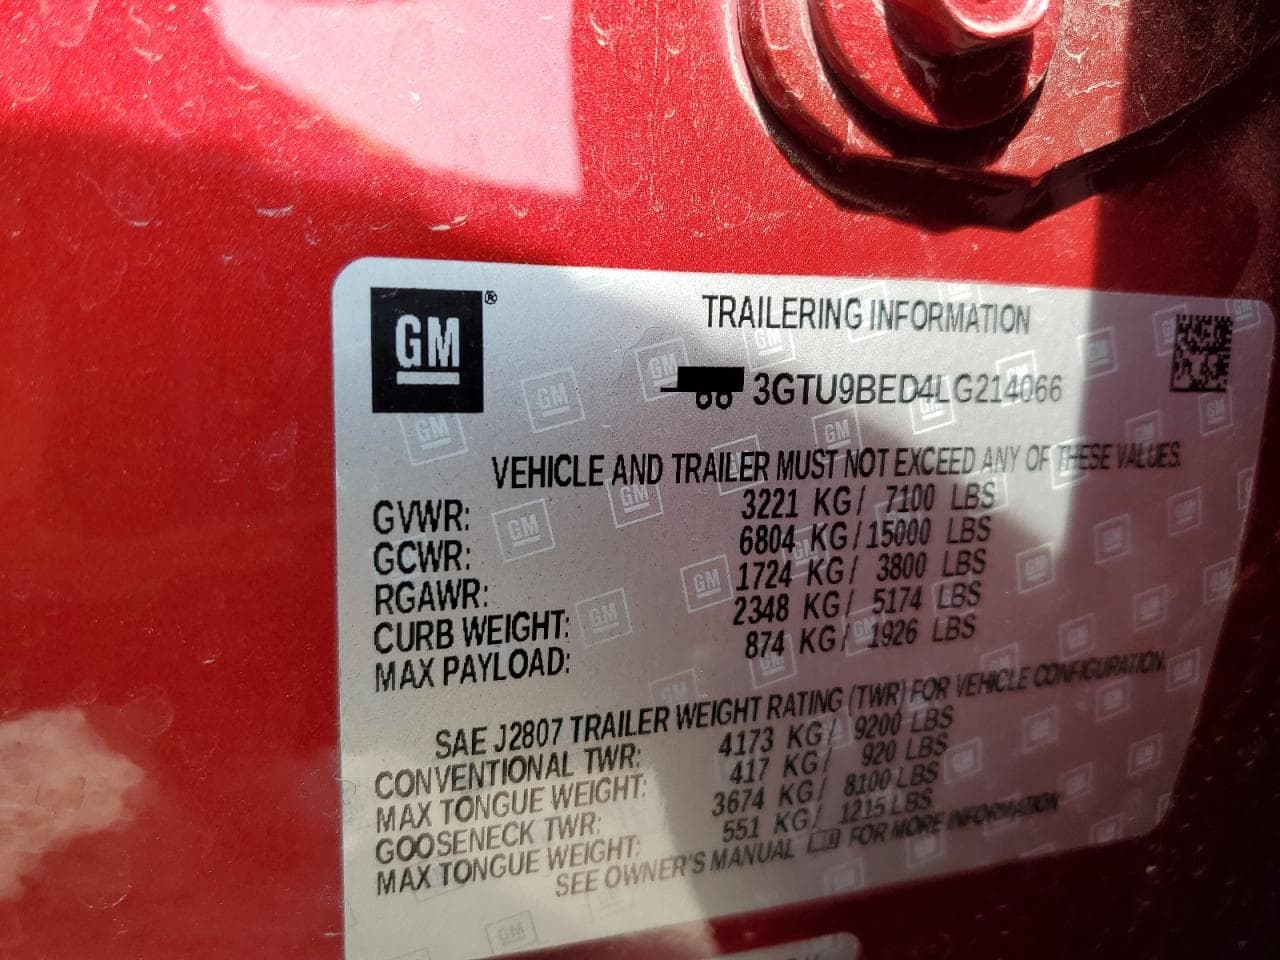 GM ®
TRAILERING INFORMATION
3GTU9BED4LG214066
VEHICLE AND TRAILER MUST NOT EXCEED ANY OF THESE VALUES.
GVWR: 3221 KG/ 7100 LBS
GCWR: 6804 KG/15000 LBS
RGAWR: 1724 KG/ 3800 LBS
CURB WEIGHT: 2348 KG/ 5174 LBS
MAX PAYLOAD: 874 KG/ 1926 LBS
SAE J2807 TRAILER WEIGHT RATING (TWR) FOR VEHICLE CONFIGURATION.
CONVENTIONAL TWR: 4173 KG/ 9200 LBS
MAX TONGUE WEIGHT: 417 KG/ 920 LBS
GOOSENECK TWR: 3674 KG/ 8100 LBS
MAX TONGUE WEIGHT: 551 KG/ 1215 LBS
SEE OWNER'S MANUAL FOR MORE INFORMATION